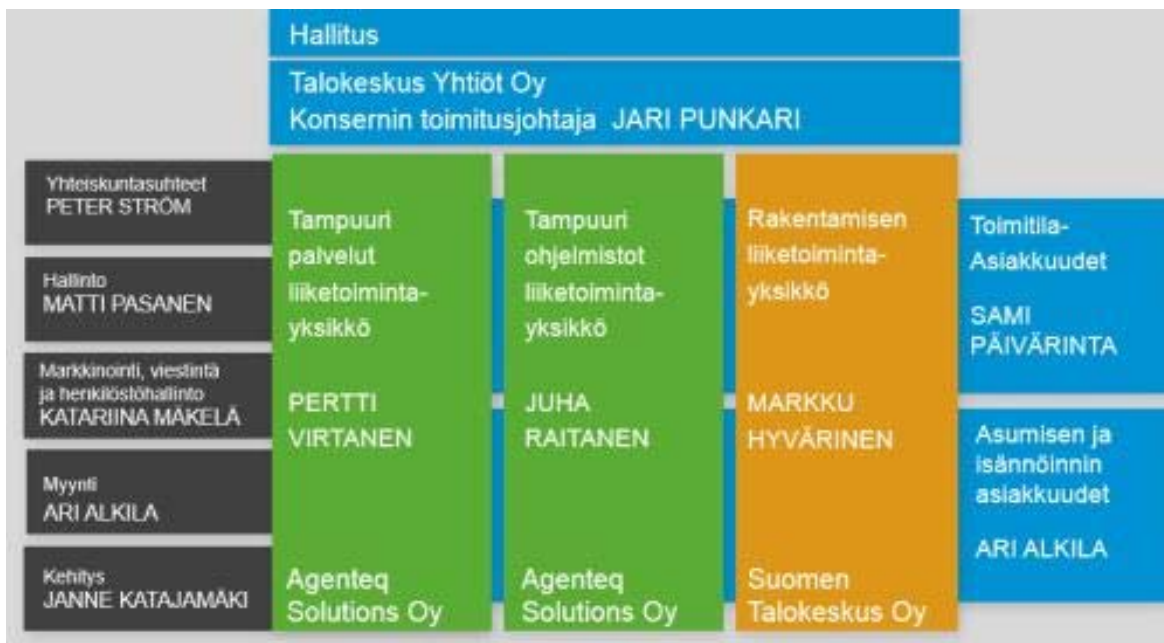 Hallitus
Talokeskus Yhtiöt Oy
Konsernin toimitusjohtaja JARI PUNKARI
Yhteiskuntasuhteet
PETER STRÖM
Hallinto
MATTI PASANEN
Markkinointi, viestintä
ja henkilöstöhallinto
KATARIINA MÄKELÄ
Myynti
ARI ALKILA
Kehitys
JANNE KATAJAMÄKI
Tampuuri
palvelut
liiketoiminta-
yksikkö
PERTTI
VIRTANEN
Agenteq
Solutions Oy
Tampuuri
ohjelmistot
liiketoiminta-
yksikkö
JUHA
RAITANEN
Agenteq
Solutions Oy
Rakentamisen
liiketoiminta-
yksikkö
MARKKU
HYVÄRINEN
Suomen
Talokeskus Oy
Toimitila-
Asiakkuudet
SAMI
PÄIVÄRINTA
Asumisen ja
isännöinnin
asiakkuudet
ARI ALKILA